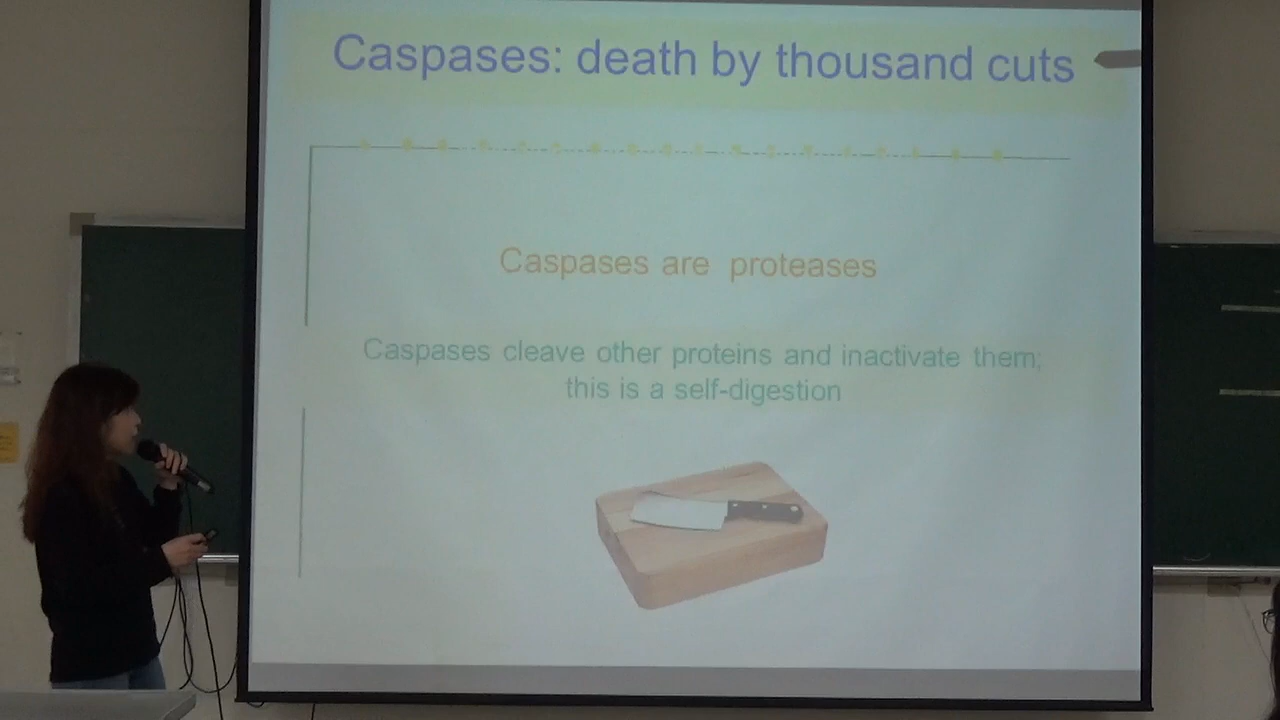 Caspases: death by thousand cuts
Caspases are proteases
Caspases cleave other proteins and inactivate them;
this is a self-digestion